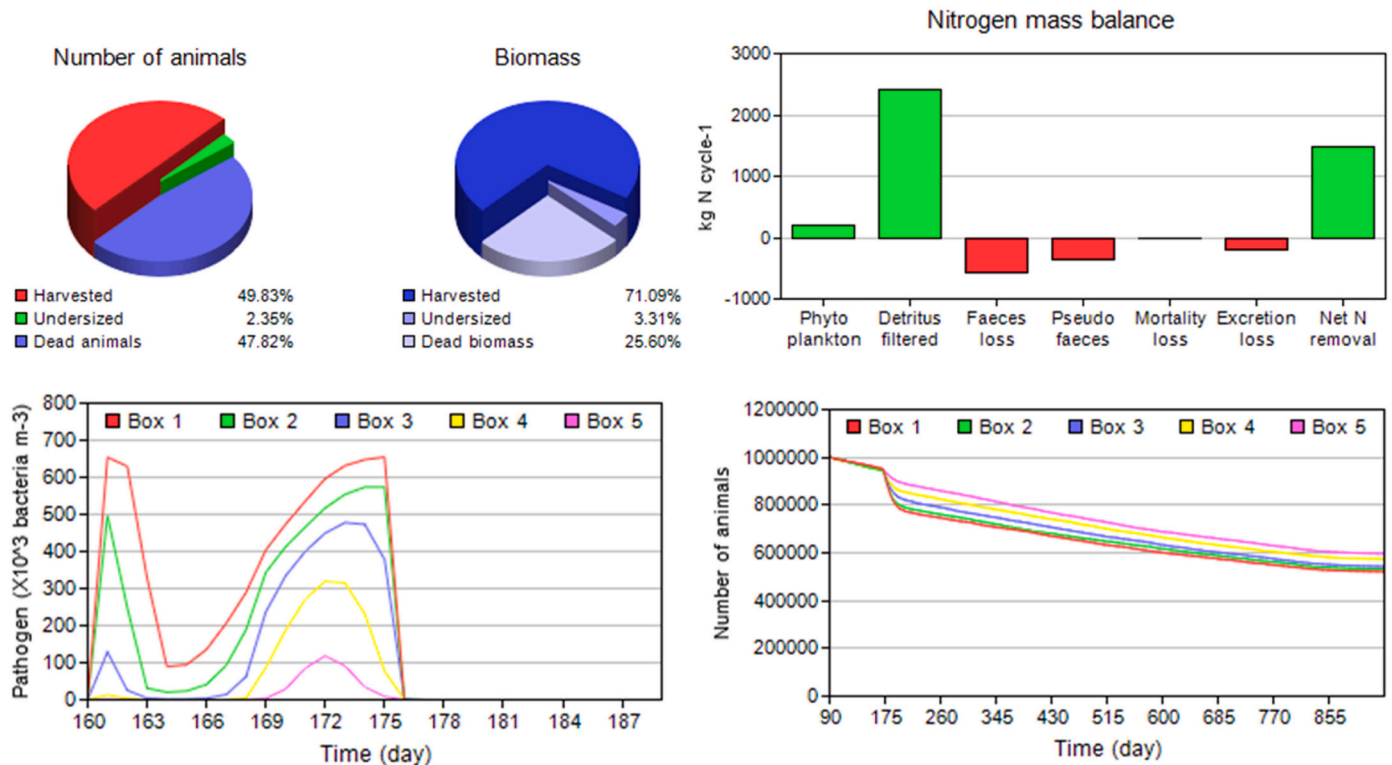 Number of animals
Harvested 49.83%
Undersized 2.35%
Dead animals 47.82%
Biomass
Harvested 71.09%
Undersized 3.31%
Dead biomass 25.60%
Nitrogen mass balance
kg N cycle-1
3000
2000
1000
0
-1000
Phyto plankton
Detritus filtered
Faeces loss
Pseudo faeces
Mortality loss
Excretion loss
Net N removal
Pathogen (X10^3 bacteria m-3)
800
700
600
500
400
300
200
100
0
Box 1 Box 2 Box 3 Box 4 Box 5
160 163 166 169 172 175 178 181 184 187
Time (day)
Number of animals
1200000
1000000
800000
600000
400000
200000
0
Box 1 Box 2 Box 3 Box 4 Box 5
90 175 260 345 430 515 600 685 770 855
Time (day)